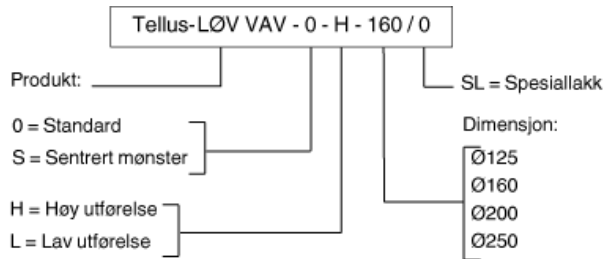 Tellus-LØV VAV - 0 - H - 160 / 0
Produkt:
0 = Standard
S = Sentrert mønster
H = Høy utførelse
L = Lav utførelse
SL = Spesiallakk
Dimensjon:
Ø125
Ø160
Ø200
Ø250